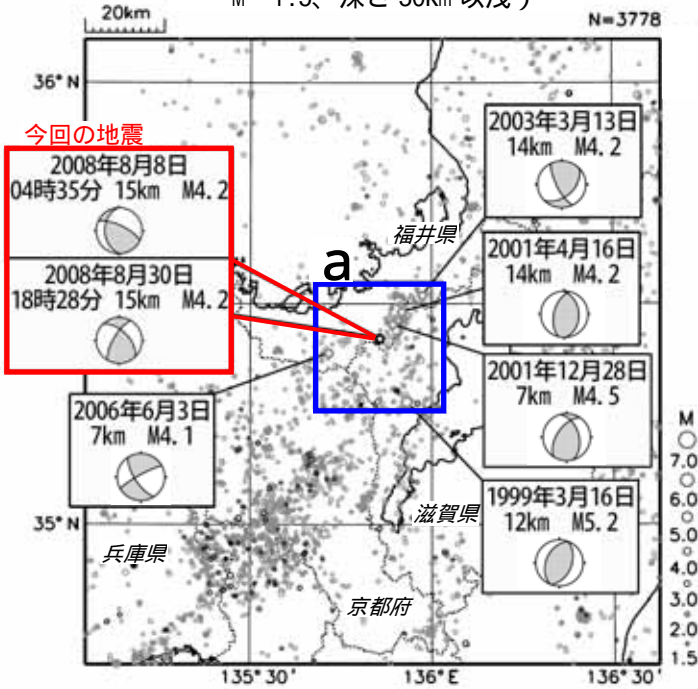 M 1.5、深さ 30km 以浅）
20km
N=3778
36°N
今回の地震
2008年8月8日
04時35分 15km M4.2
2008年8月30日
18時28分 15km M4.2
2003年3月13日
14km M4.2
福井県
a
2001年4月16日
14km M4.2
2001年12月28日
7km M4.5
2006年6月3日
7km M4.1
1999年3月16日
12km M5.2
M
7.0
6.0
5.0
4.0
3.0
2.0
1.5
35°N
兵庫県
滋賀県
京都府
135°30'
136°E
136°30'